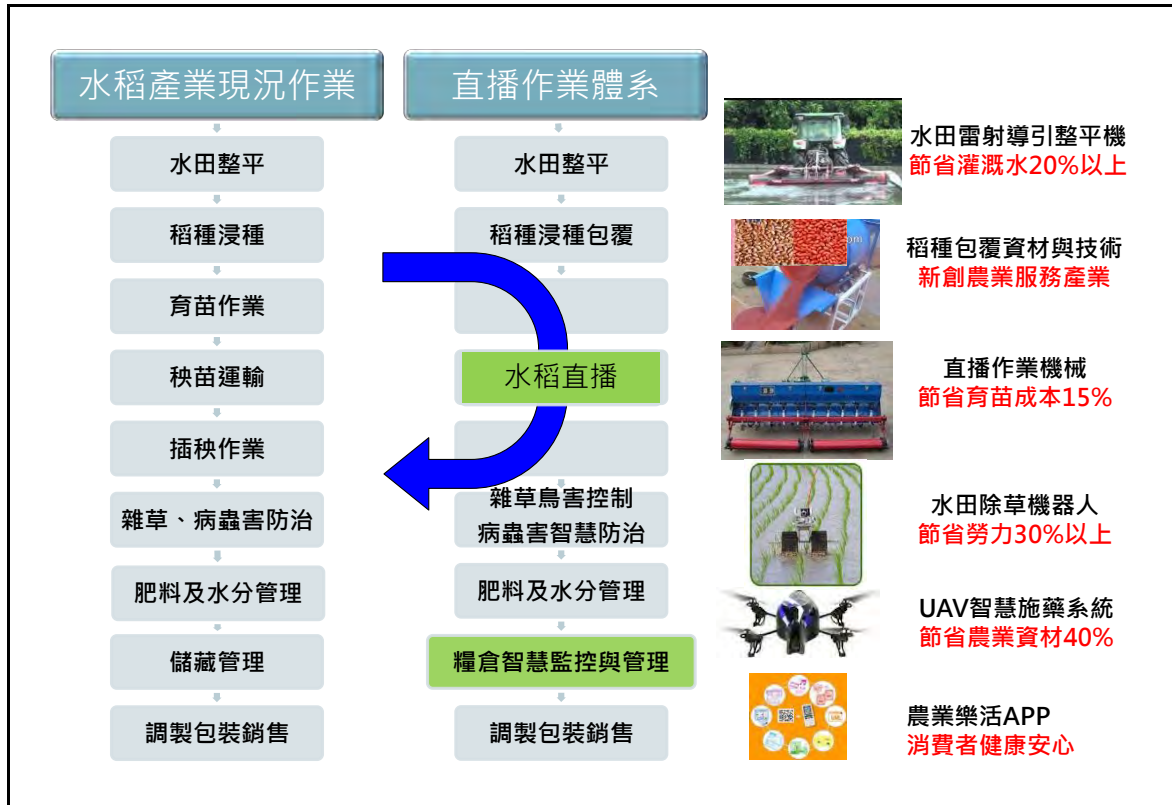 水稻產業現況作業
水田整平
稻種浸種
育苗作業
秧苗運輸
插秧作業
雜草、病蟲害防治
肥料及水分管理
儲藏管理
調製包裝銷售
直播作業體系
水田整平
稻種浸種包覆
水稻直播
雜草鳥害控制
病蟲害智慧防治
肥料及水分管理
糧倉智慧監控與管理
調製包裝銷售
水田雷射導引整平機
節省灌溉水20%以上
om
稻種包覆資材與技術
新創農業服務產業
直播作業機械
節省育苗成本15%
水田除草機器人
節省勞力30%以上
UAV智慧施藥系統
節省農業資材40%
農業樂活APP
消費者健康安心